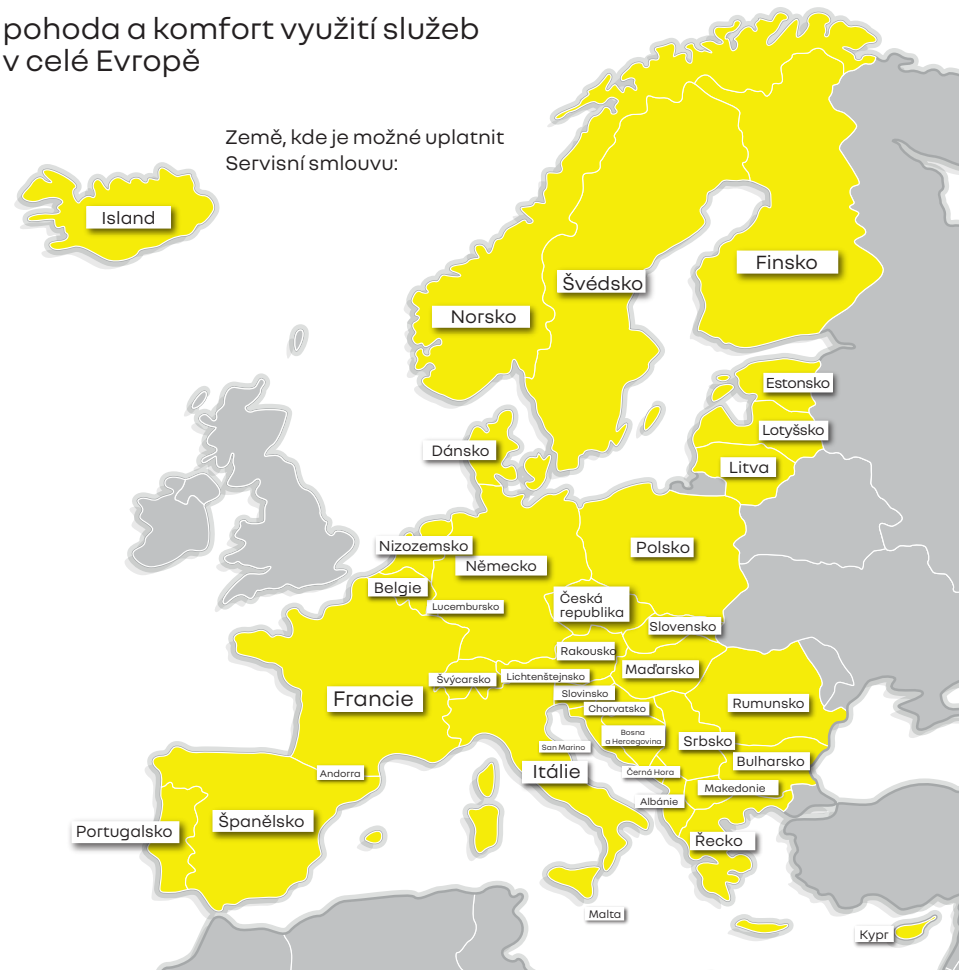 pohoda a komfort využití služeb
v celé Evropě
Země, kde je možné uplatnit
Servisní smlouvu:
Island
Finsko
Švédsko
Norsko
Estonsko
Lotyšsko
Dánsko
Litva
Nizozemsko
Polsko
Německo
Belgie
Česká
republika
Lucembursko
Slovensko
Rakousko
Maďarsko
Švýcarsko
Lichtenštejnsko
Slovinsko
Francie
Rumunsko
Chorvatsko
Bosna
a Hercegovina
Srbsko
San Marino
Bulharsko
Itálie
Andorra
Černá Hora
Makedonie
Albánie
Španělsko
Portugalsko
Řecko
Malta
Kypr